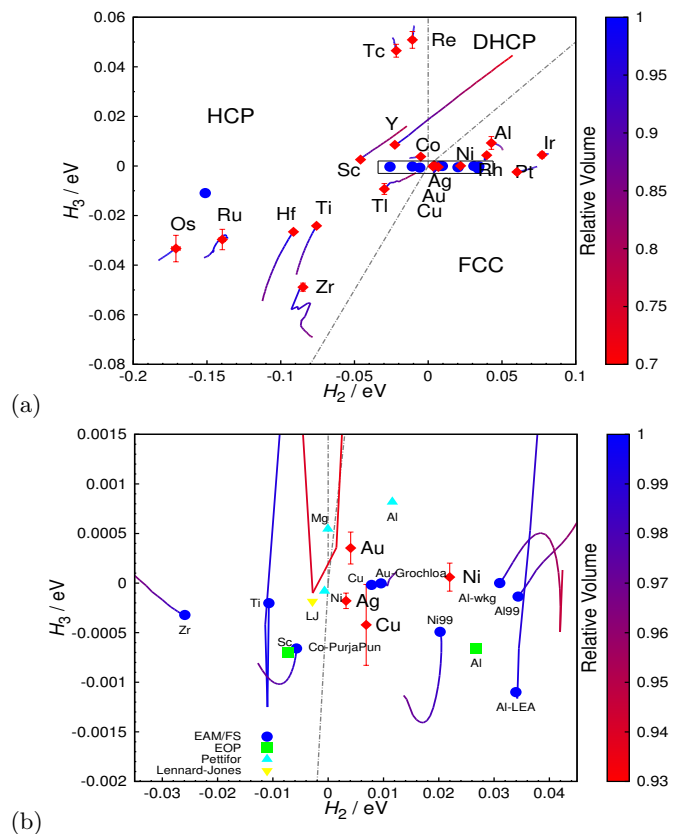 (a)
H3 / eV
0.06
0.04
0.02
0
-0.02
-0.04
-0.06
-0.08
-0.2 -0.15 -0.1 -0.05 0 0.05 0.1
H2 / eV
HCP
DHCP
FCC
Tc
Re
Y
Sc
Co
Al
Ir
Ni
Rh
Pt
Tl
Ag
Au
Cu
Os
Ru
Hf
Ti
Zr
Relative Volume
1
0.95
0.9
0.85
0.8
0.75
0.7
(b)
H3 / eV
0.0015
0.001
0.0005
0
-0.0005
-0.001
-0.0015
-0.002
-0.03 -0.02 -0.01 0 0.01 0.02 0.03 0.04
H2 / eV
Mg
Al
Au
Cu
Au-Grochloa
Ni
Al-wkg
Al99
Ti
LJ
Ni
Ag
Cu
Zr
Sc
Co-PurjaPun
Ni99
Al
Al-LEA
EAM/FS
EOP
Pettifor
Lennard-Jones
Relative Volume
1
0.99
0.98
0.97
0.96
0.95
0.94
0.93